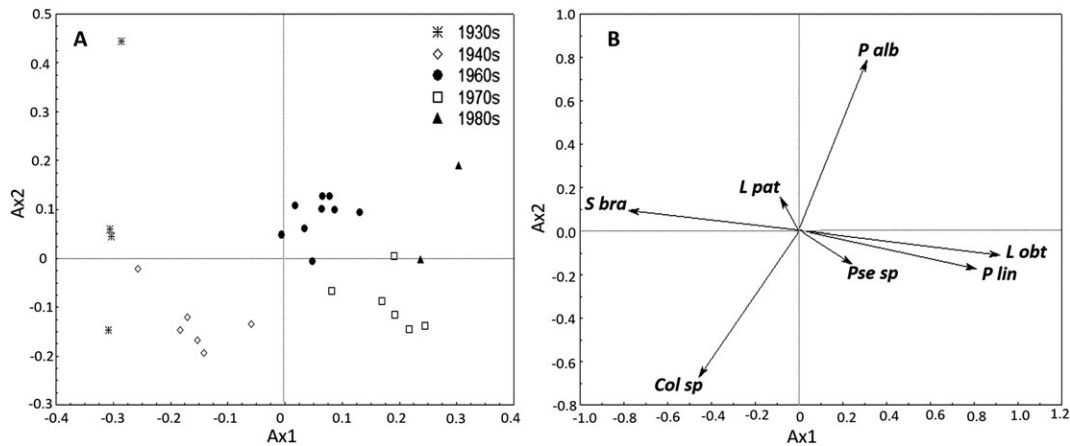 A
1930s
1940s
1960s
1970s
1980s
0.5
0.4
0.3
0.2
0.1
0
-0.1
-0.2
-0.3
Ax2
-0.4 -0.3 -0.2 -0.1 0 0.1 0.2 0.3 0.4
Ax1
B
P alb
L pat
S bra
L obt
P lin
Pse sp
Col sp
1.0
0.8
0.6
0.4
0.2
0.0
-0.2
-0.4
-0.6
-0.8
Ax2
-1.0 -0.8 -0.6 -0.4 -0.2 0 0.2 0.4 0.6 0.8 1.0 1.2
Ax1